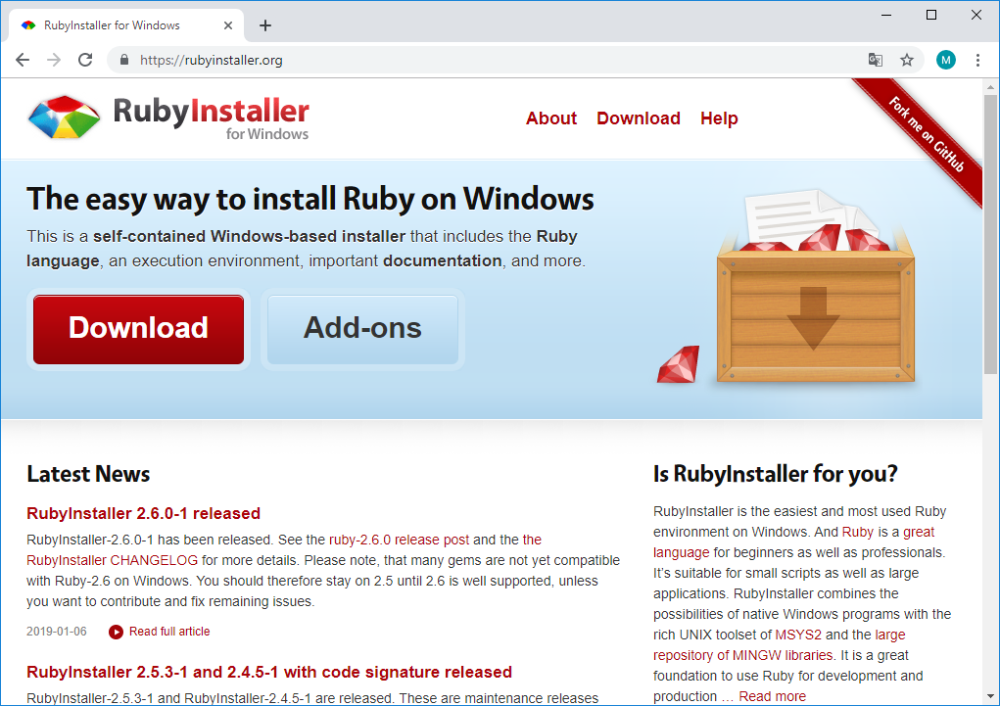 RubyInstaller for Windows
https://rubyinstaller.org
M
RubyInstaller
for Windows
About Download Help
Fork me on GitHub
The easy way to install Ruby on Windows
This is a self-contained Windows-based installer that includes the Ruby
language, an execution environment, important documentation, and more.
Download Add-ons
Latest News
RubyInstaller 2.6.0-1 released
RubyInstaller-2.6.0-1 has been released. See the ruby-2.6.0 release post and the the
RubyInstaller CHANGELOG for more details. Please note, that many gems are not yet compatible
with Ruby-2.6 on Windows. You should therefore stay on 2.5 until 2.6 is well supported, unless
you want to contribute and fix remaining issues.
2019-01-06 Read full article
RubyInstaller 2.5.3-1 and 2.4.5-1 with code signature released
RubyInstaller-2.5.3-1 and RubyInstaller-2.4.5-1 are released. These are maintenance releases
Is RubyInstaller for you?
RubyInstaller is the easiest and most used Ruby
environment on Windows. And Ruby is a great
language for beginners as well as professionals.
It's suitable for small scripts as well as large
applications. RubyInstaller combines the
possibilities of native Windows programs with the
rich UNIX toolset of MSYS2 and the large
repository of MINGW libraries. It is a great
foundation to use Ruby for development and
production … Read more